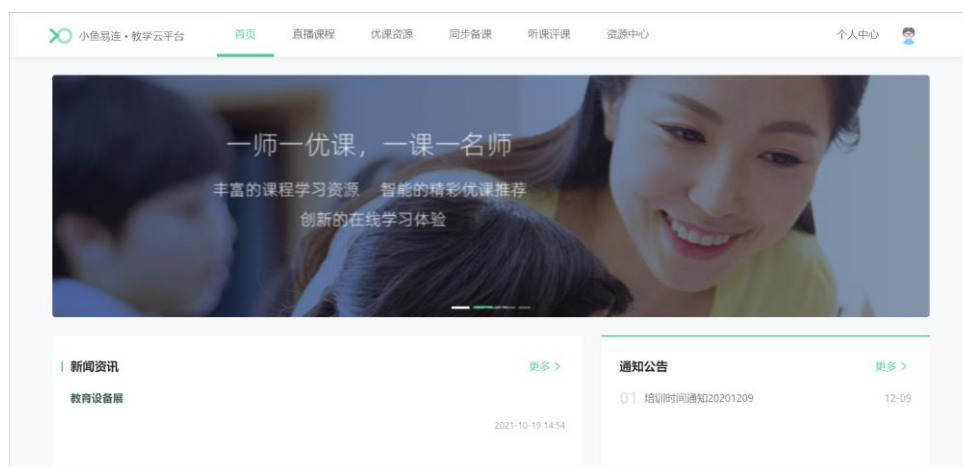 小鱼易连•教学云平台 首页 直播课程 优课资源 同步备课 听课评课 资源中心 个人中心
一师一优课，一课一名师
丰富的课程学习资源 智能的精彩优课推荐
创新的在线学习体验
新闻资讯 更多 >
教育设备展
2021-10-19 14:54
通知公告 更多 >
01 培训时间通知20201209 12-09